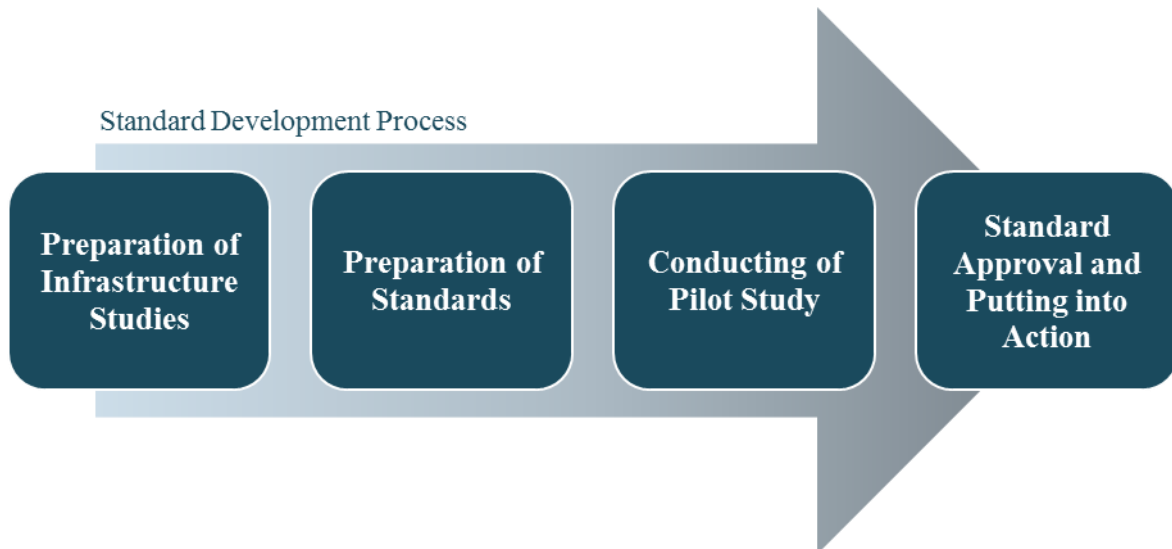 Standard Development Process
Preparation of
Infrastructure
Studies
Preparation of
Standards
Conducting of
Pilot Study
Standard
Approval and
Putting into
Action